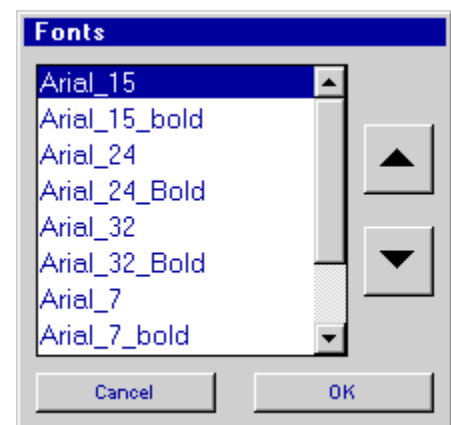 Fonts
Arial_15
Arial_15_bold
Arial_24
Arial_24_Bold
Arial_32
Arial_32_Bold
Arial_7
Arial_7_bold
Cancel OK